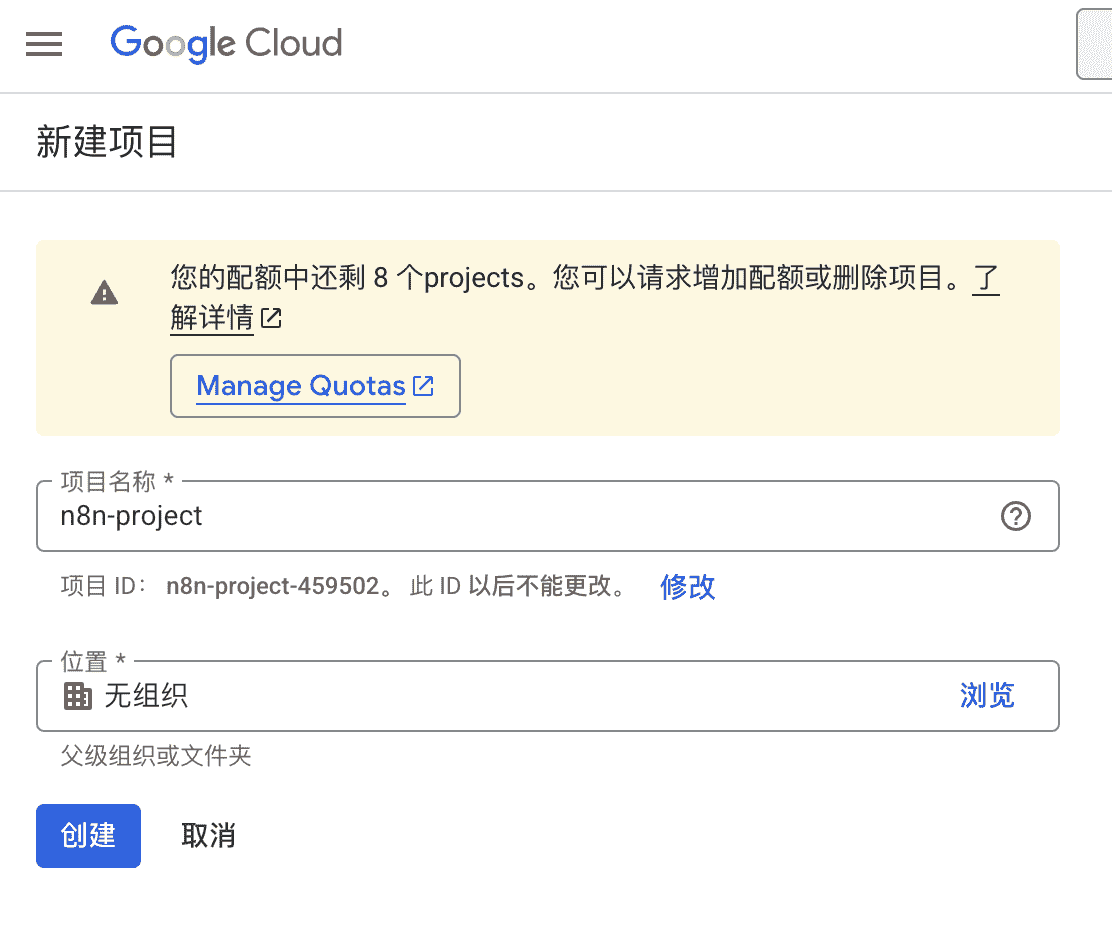 Google Cloud
新建项目
您的配额中还剩 8 个projects。您可以请求增加配额或删除项目。了
解详情
Manage Quotas
项目名称 *
n8n-project
项目 ID： n8n-project-459502。 此 ID 以后不能更改。 修改
位置 *
无组织 浏览
父级组织或文件夹
创建 取消